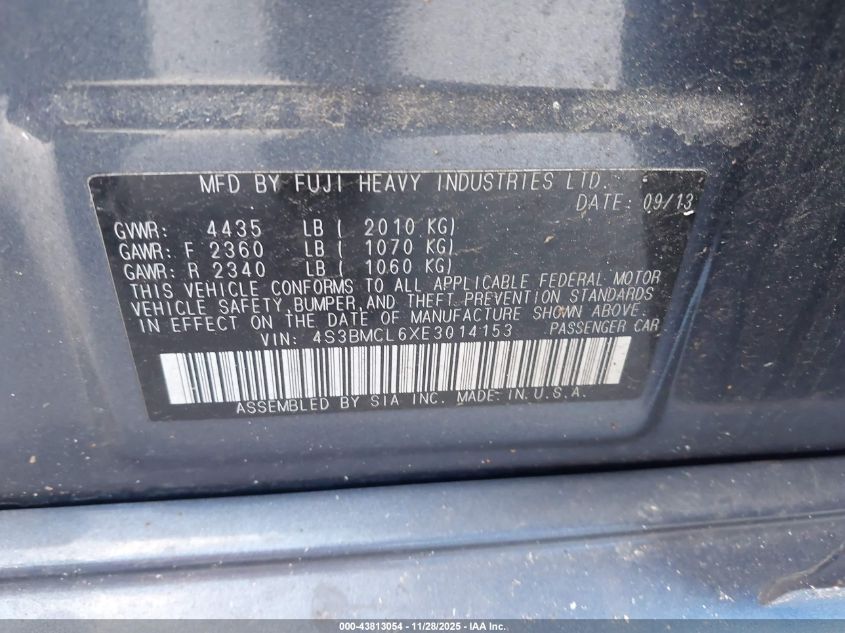 MFD BY FUJI HEAVY INDUSTRIES LTD.
DATE: 09/13
GVWR: 4435 LB ( 2010 KG)
GAWR: F 2360 LB ( 1070 KG)
GAWR: R 2340 LB ( 1060 KG)
THIS VEHICLE CONFORMS TO ALL APPLICABLE FEDERAL MOTOR
VEHICLE SAFETY, BUMPER, AND THEFT PREVENTION STANDARDS
IN EFFECT ON THE DATE OF MANUFACTURE SHOWN ABOVE.
VIN: 4S3BMCL6XE3014153 PASSENGER CAR
ASSEMBLED BY SIA INC. MADE IN U.S.A.
000-43813054 - 11/28/2025 - IAA Inc.